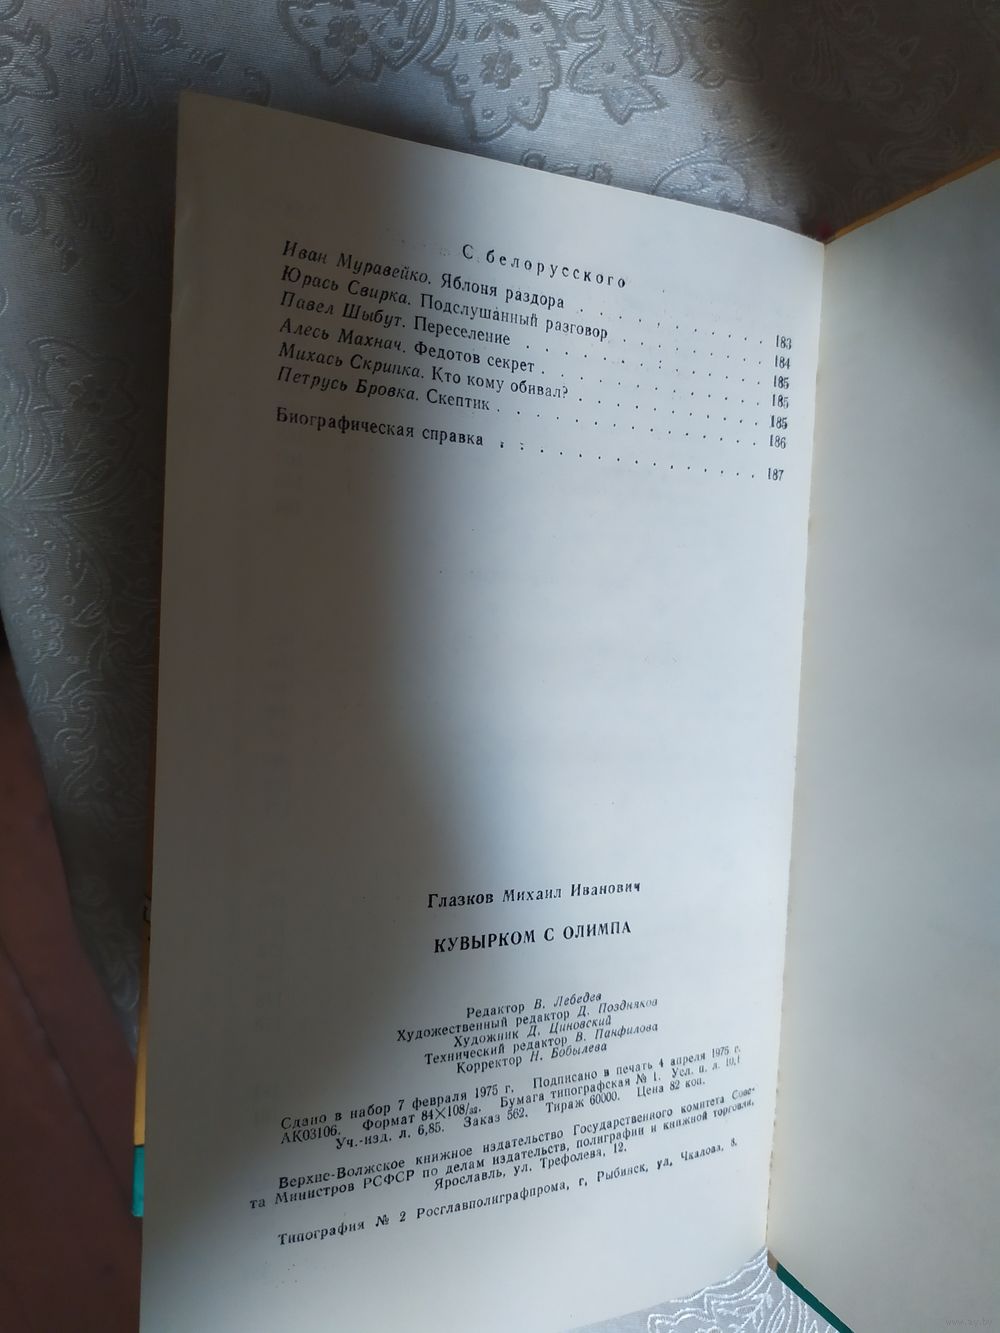 С белорусского
Иван Муравейко. Яблоня раздора . . . . . . . . 183
Юрась Свирка. Подслушанный разговор . . . . . . . 184
Павел Шыбут. Переселение . . . . . . . . . . 185
Алесь Махнач. Федотов секрет . . . . . . . . . 185
Михась Скрипка. Кто кому обивал? . . . . . . . . 185
Петрусь Бровка. Скептик . . . . . . . . . . . 186
Биографическая справка . . . . . . . . . . . 187
Глазков Михаил Иванович
КУВЫРКОМ С ОЛИМПА
Редактор В. Лебедев
Художественный редактор Д. Поздняков
Художник Д. Циновский
Технический редактор В. Панфилова
Корректор Н. Бобылева
Сдано в набор 7 февраля 1975 г. Подписано в печать 4 апреля 1975 г.
АК03106. Формат 84×108/32. Бумага типографская № 1. Усл. п. л. 10,1
Уч.-изд. л. 6,85. Заказ 562. Тираж 60000. Цена 82 коп.
Верхне-Волжское книжное издательство Государственного комитета Сове-
та Министров РСФСР по делам издательств, полиграфии и книжной торговли.
Ярославль, ул. Трефолева, 12.
Типография № 2 Росглавполиграфпрома, г. Рыбинск, ул. Чкалова, 8.